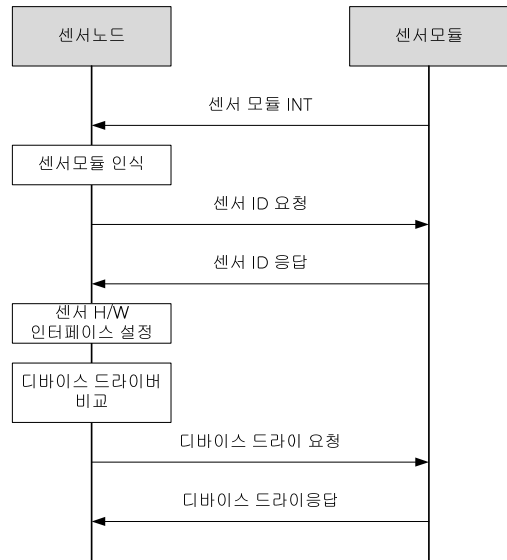 센서노드
센서모듈
센서 모듈 INT
센서모듈 인식
센서 ID 요청
센서 ID 응답
센서 H/W
인터페이스 설정
디바이스 드라이버
비교
디바이스 드라이 요청
디바이스 드라이응답